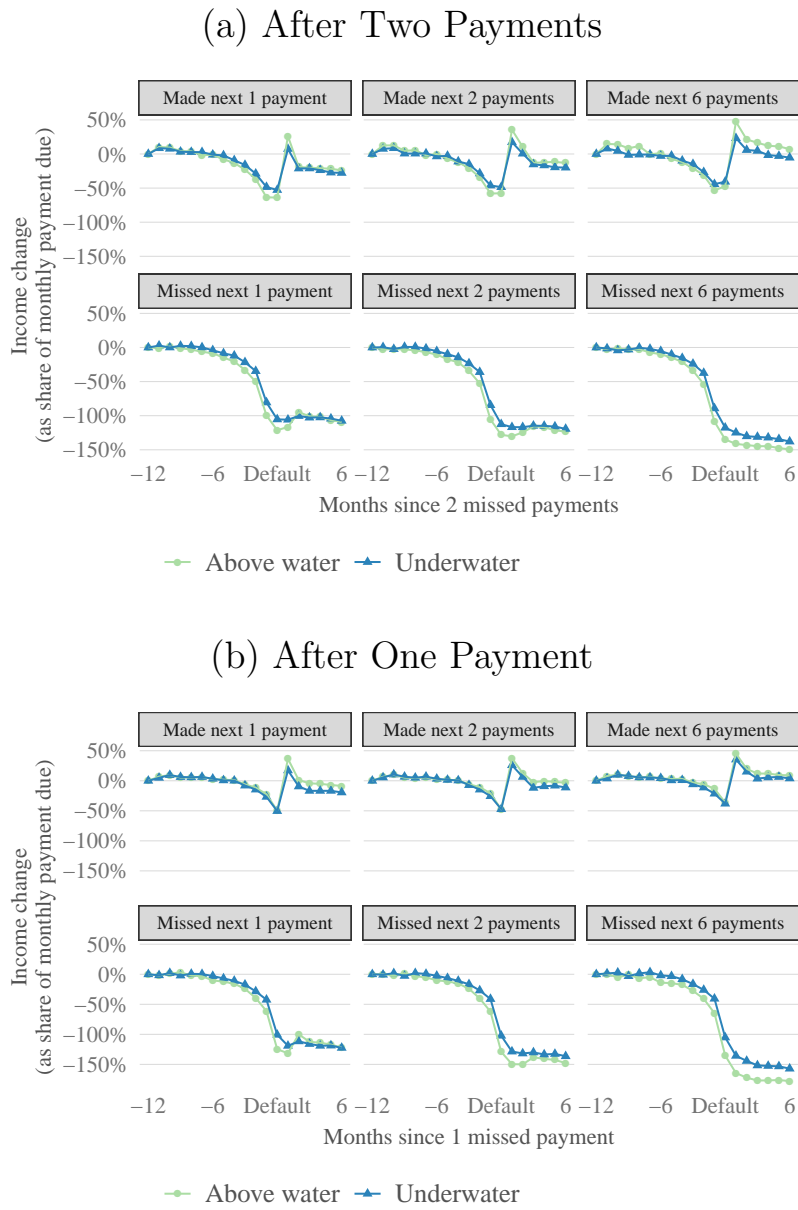 (a) After Two Payments
Made next 1 payment
Made next 2 payments
Made next 6 payments
50%
0%
−50%
−100%
−150%
Missed next 1 payment
Missed next 2 payments
Missed next 6 payments
50%
0%
−50%
−100%
−150%
Income change
(as share of monthly payment due)
−12 −6 Default 6 −12 −6 Default 6 −12 −6 Default 6
Months since 2 missed payments
Above water Underwater
(b) After One Payment
Made next 1 payment
Made next 2 payments
Made next 6 payments
50%
0%
−50%
−100%
−150%
Missed next 1 payment
Missed next 2 payments
Missed next 6 payments
50%
0%
−50%
−100%
−150%
Income change
(as share of monthly payment due)
−12 −6 Default 6 −12 −6 Default 6 −12 −6 Default 6
Months since 1 missed payment
Above water Underwater